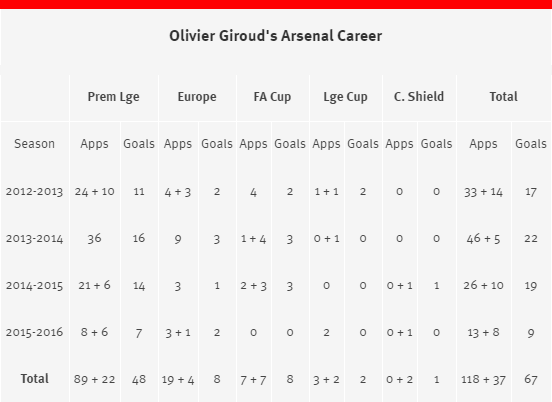 Olivier Giroud's Arsenal Career
Prem Lge Europe FA Cup Lge Cup C. Shield Total
Season Apps Goals Apps Goals Apps Goals Apps Goals Apps Goals Apps Goals
2012-2013 24 + 10 11 4 + 3 2 4 2 1 + 1 2 0 0 33 + 14 17
2013-2014 36 16 9 3 1 + 4 3 0 + 1 0 0 0 46 + 5 22
2014-2015 21 + 6 14 3 1 2 + 3 3 0 0 0 + 1 1 26 + 10 19
2015-2016 8 + 6 7 3 + 1 2 0 0 2 0 0 + 1 0 13 + 8 9
Total 89 + 22 48 19 + 4 8 7 + 7 8 3 + 2 2 0 + 2 1 118 + 37 67